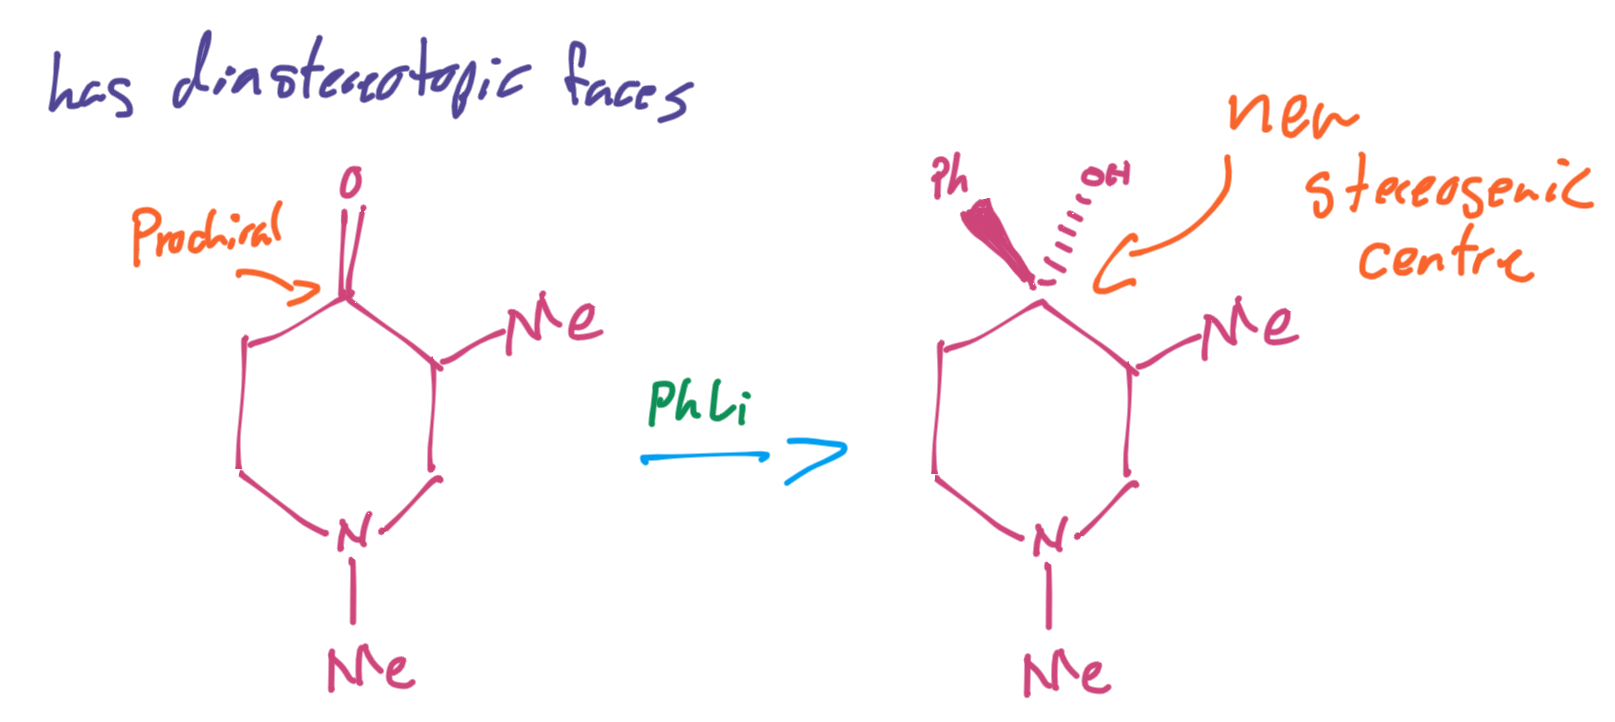 has diastereotopic faces
new
stereogenic
centre
Prochiral
O
Me
N
Me
PhLi
Ph
OH
Me
N
Me